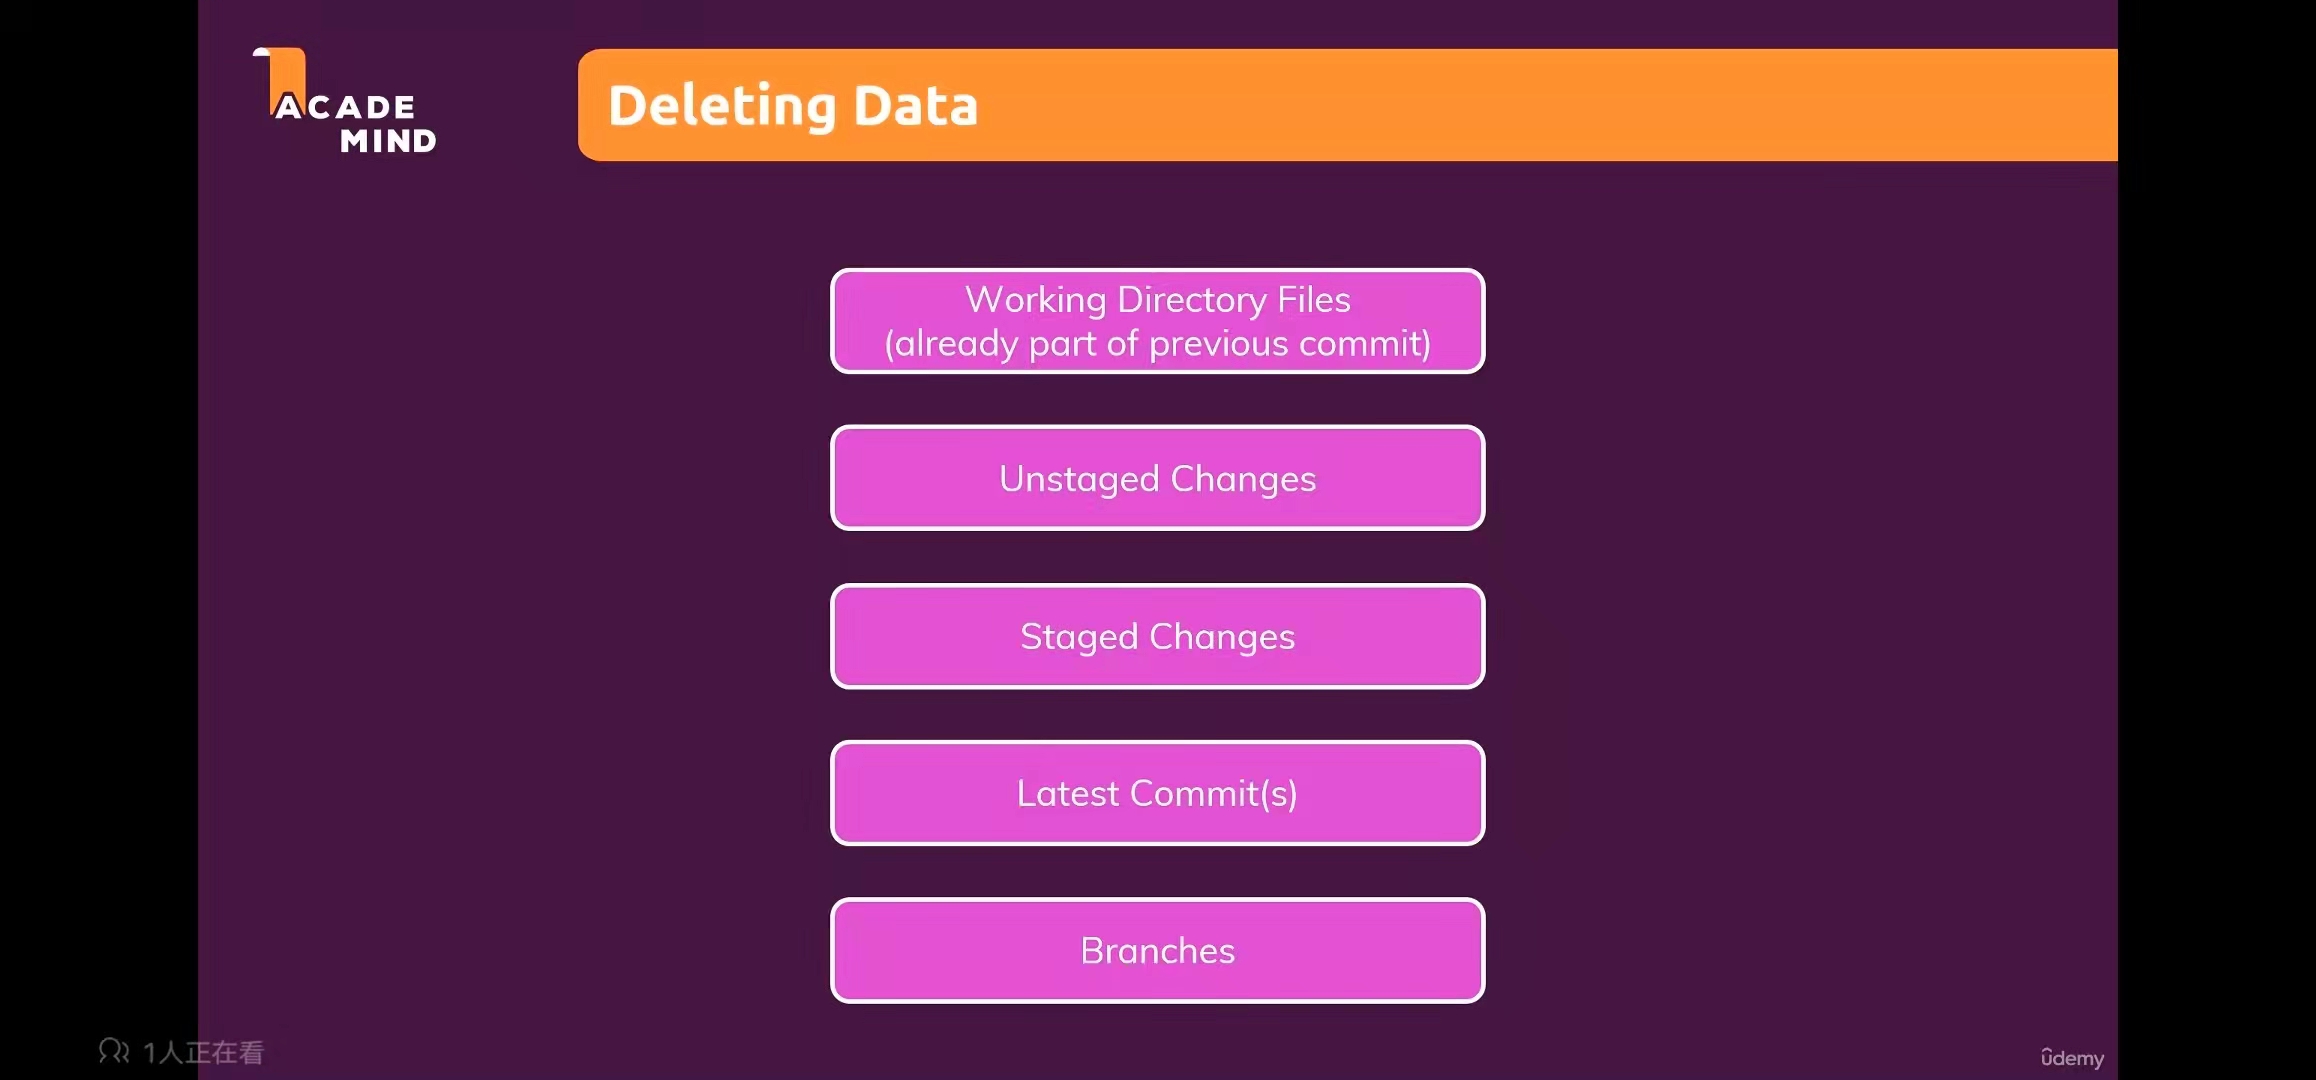 ACADE
MIND
Deleting Data
Working Directory Files
(already part of previous commit)
Unstaged Changes
Staged Changes
Latest Commit(s)
Branches
1人正在看
ûdemy